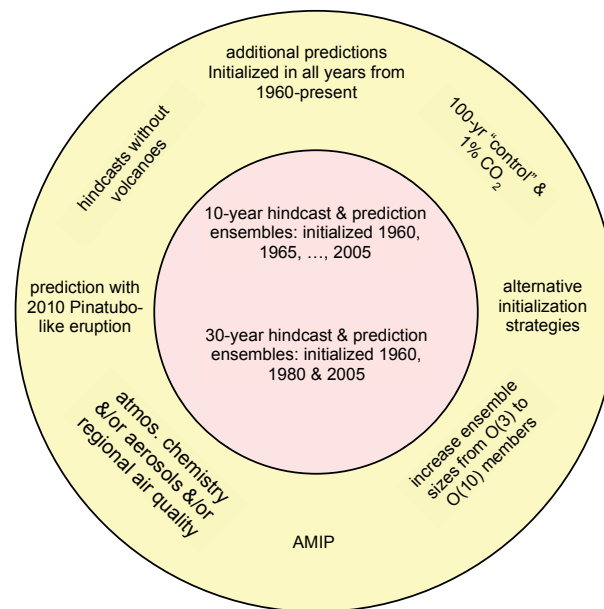 additional predictions
Initialized in all years from
1960-present
100-yr “control” &
1% CO2
hindcasts without
volcanoes
10-year hindcast & prediction
ensembles: initialized 1960,
1965, …, 2005
prediction with
2010 Pinatubo-
like eruption
alternative
initialization
strategies
30-year hindcast & prediction
ensembles: initialized 1960,
1980 & 2005
atmos. chemistry
&/or aerosols &/or
regional air quality
increase ensemble
sizes from O(3) to
O(10) members
AMIP